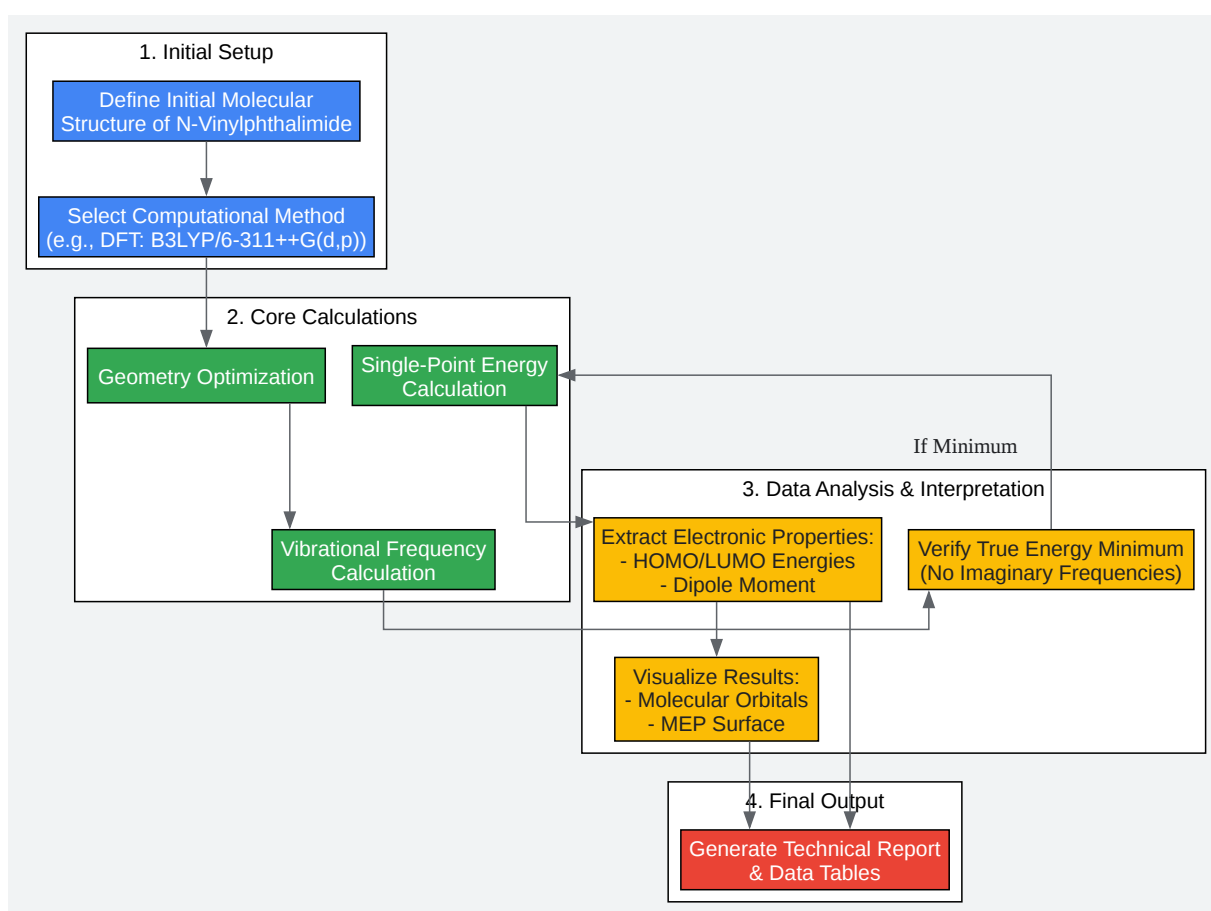 1. Initial Setup
Define Initial Molecular
Structure of N-Vinylphthalimide
Select Computational Method
(e.g., DFT: B3LYP/6-311++G(d,p))
2. Core Calculations
Geometry Optimization
Single-Point Energy
Calculation
Vibrational Frequency
Calculation
If Minimum
3. Data Analysis & Interpretation
Extract Electronic Properties:
- HOMO/LUMO Energies
- Dipole Moment
Verify True Energy Minimum
(No Imaginary Frequencies)
Visualize Results:
- Molecular Orbitals
- MEP Surface
4. Final Output
Generate Technical Report
& Data Tables